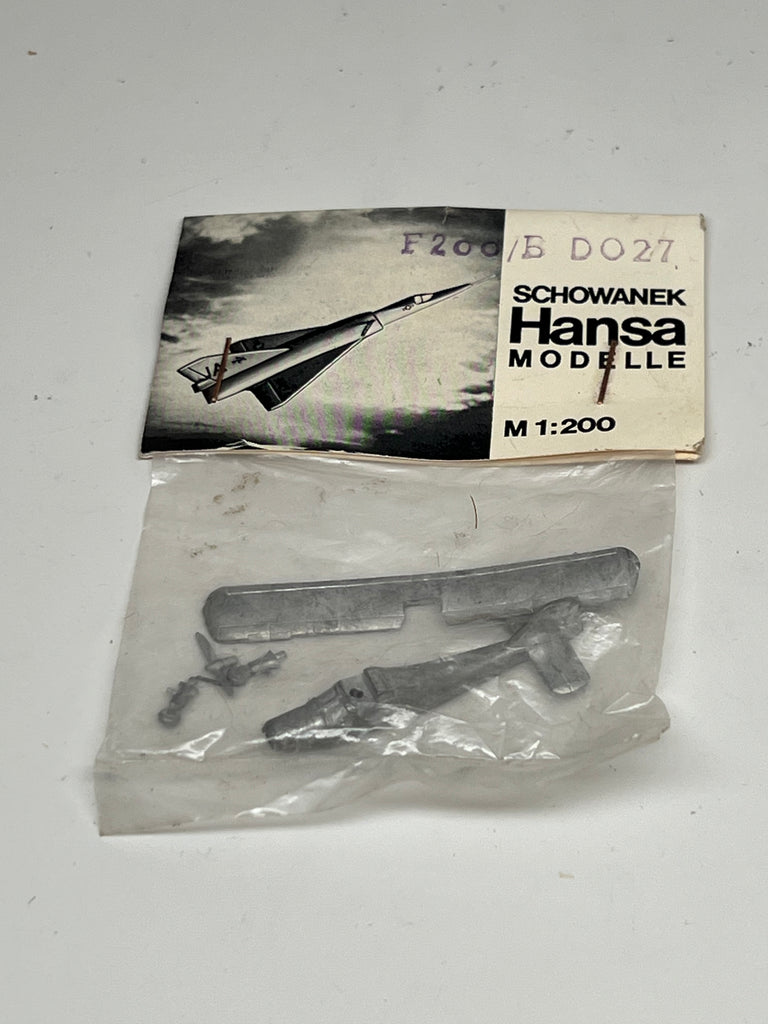 F200/B DO27
SCHOWANEK
Hansa
MODELLE
M 1:200